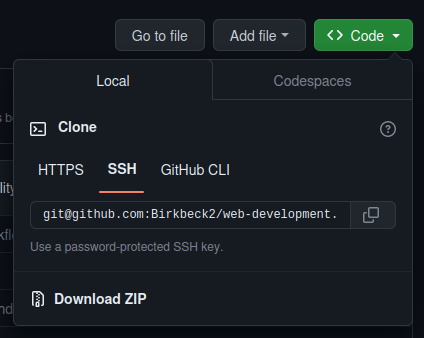 Go to file Add file <> Code
Local Codespaces
Clone
HTTPS SSH GitHub CLI
git@github.com:Birkbeck2/web-development.
Use a password-protected SSH key.
Download ZIP